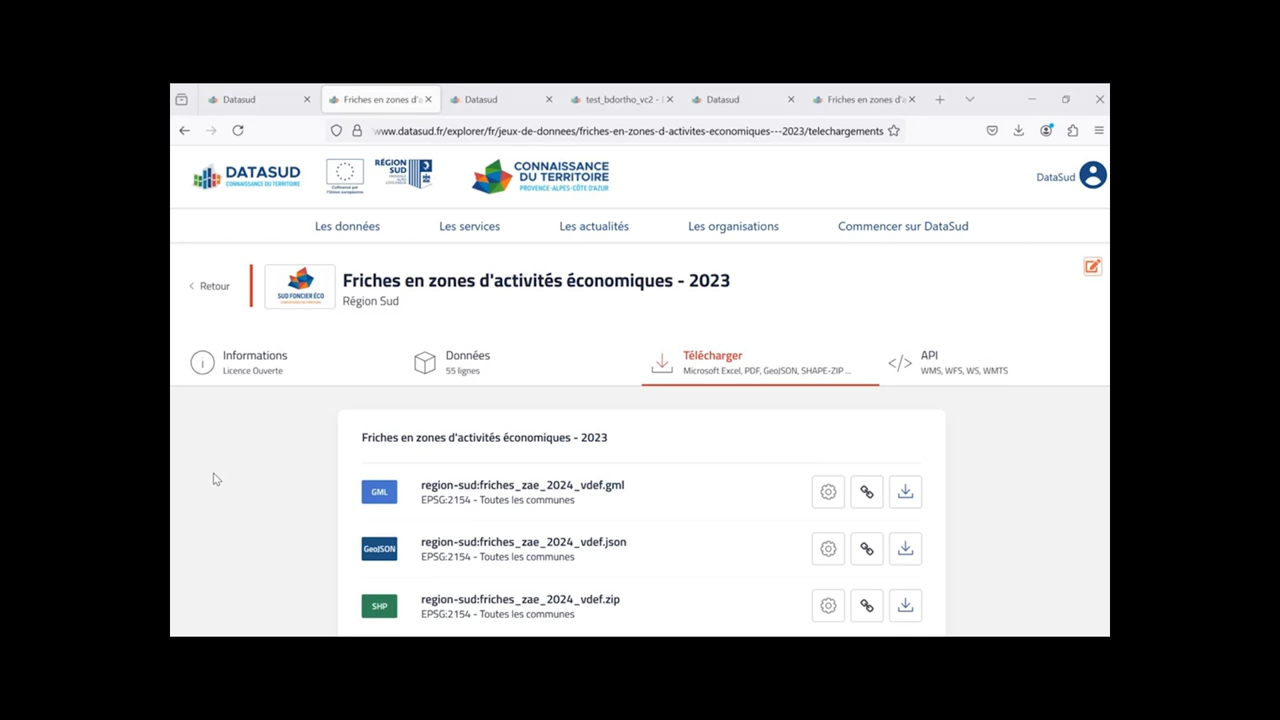 Datasud
Friches en zones d'a
Datasud
test_bdortho_vc2 - 
Datasud
Friches en zones d'a
www.datasud.fr/explorer/fr/jeux-de-donnees/friches-en-zones-d-activites-economiques---2023/telechargements
DATASUD
CONNAISSANCE DU TERRITOIRE
RÉGION
SUD
CONNAISSANCE
DU TERRITOIRE
PROVENCE-ALPES-CÔTE D'AZUR
DataSud
Les données
Les services
Les actualités
Les organisations
Commencer sur DataSud
Retour
SUD FONCIER ÉCO
Friches en zones d'activités économiques - 2023
Région Sud
Informations
Licence Ouverte
Données
55 lignes
Télécharger
Microsoft Excel, PDF, GeoJSON, SHAPE-ZIP ...
API
WMS, WFS, WS, WMTS
Friches en zones d'activités économiques - 2023
GML
region-sud:friches_zae_2024_vdef.gml
EPSG:2154 - Toutes les communes
GeoJSON
region-sud:friches_zae_2024_vdef.json
EPSG:2154 - Toutes les communes
SHP
region-sud:friches_zae_2024_vdef.zip
EPSG:2154 - Toutes les communes